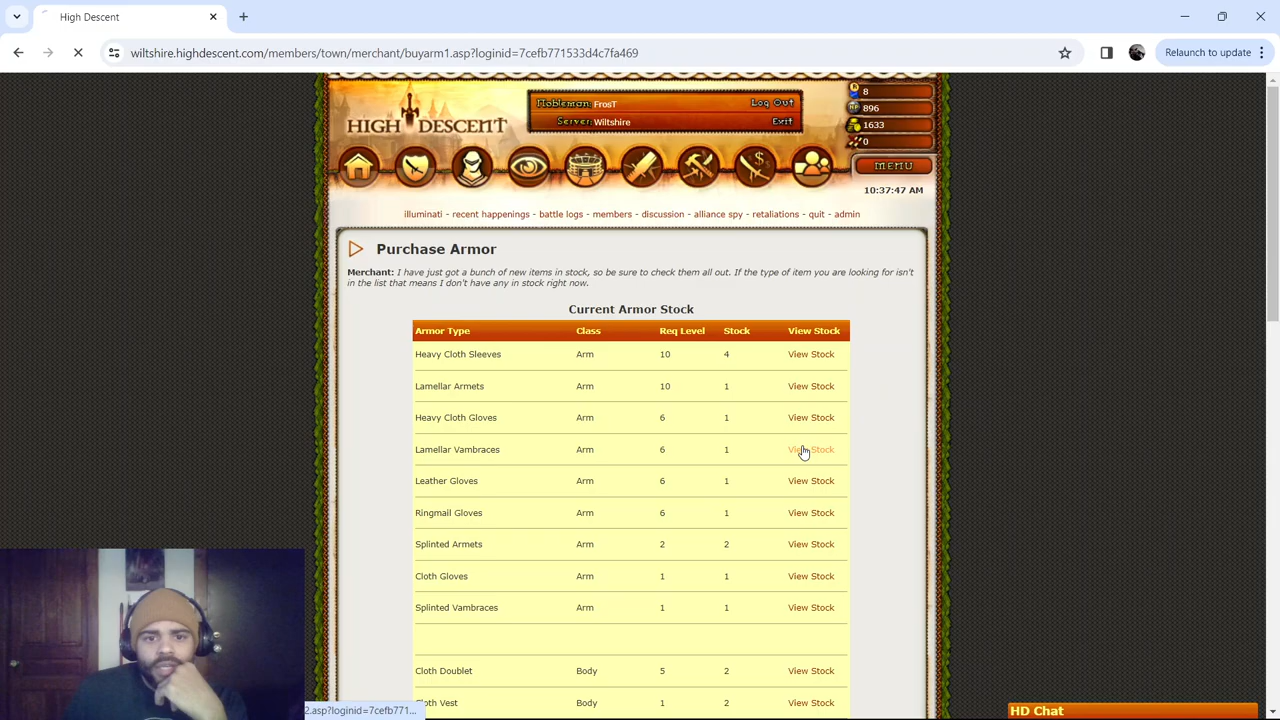 wiltshire.highdescent.com/members/town/merchant/buy1.asp?loginid=7cefb771533d4c7fa469
Relaunch to update
HIGH DESCENT
Nobleman: FrosT
Log Out
Server: Wiltshire
Exit
8
896
1633
0
MENU
10:37:47 AM
illuminati - recent happenings - battle logs - members - discussion - alliance spy - retaliations - quit - admin
Purchase Armor
Merchant: I have just got a bunch of new items in stock, so be sure to check them all out. If the type of item you are looking for isn't
in the list that means I don't have any in stock right now.
Current Armor Stock
Armor Type Class Req Level Stock View Stock
Heavy Cloth Sleeves Arm 10 4 View Stock
Lamellar Armets Arm 10 1 View Stock
Heavy Cloth Gloves Arm 6 1 View Stock
Lamellar Vambraces Arm 6 1 View Stock
Leather Gloves Arm 6 1 View Stock
Ringmail Gloves Arm 6 1 View Stock
Splinted Armets Arm 2 2 View Stock
Cloth Gloves Arm 1 1 View Stock
Splinted Vambraces Arm 1 1 View Stock
Cloth Doublet Body 5 2 View Stock
Cloth Vest Body 1 2 View Stock
2.asp?loginid=7cefb771...
HD Chat